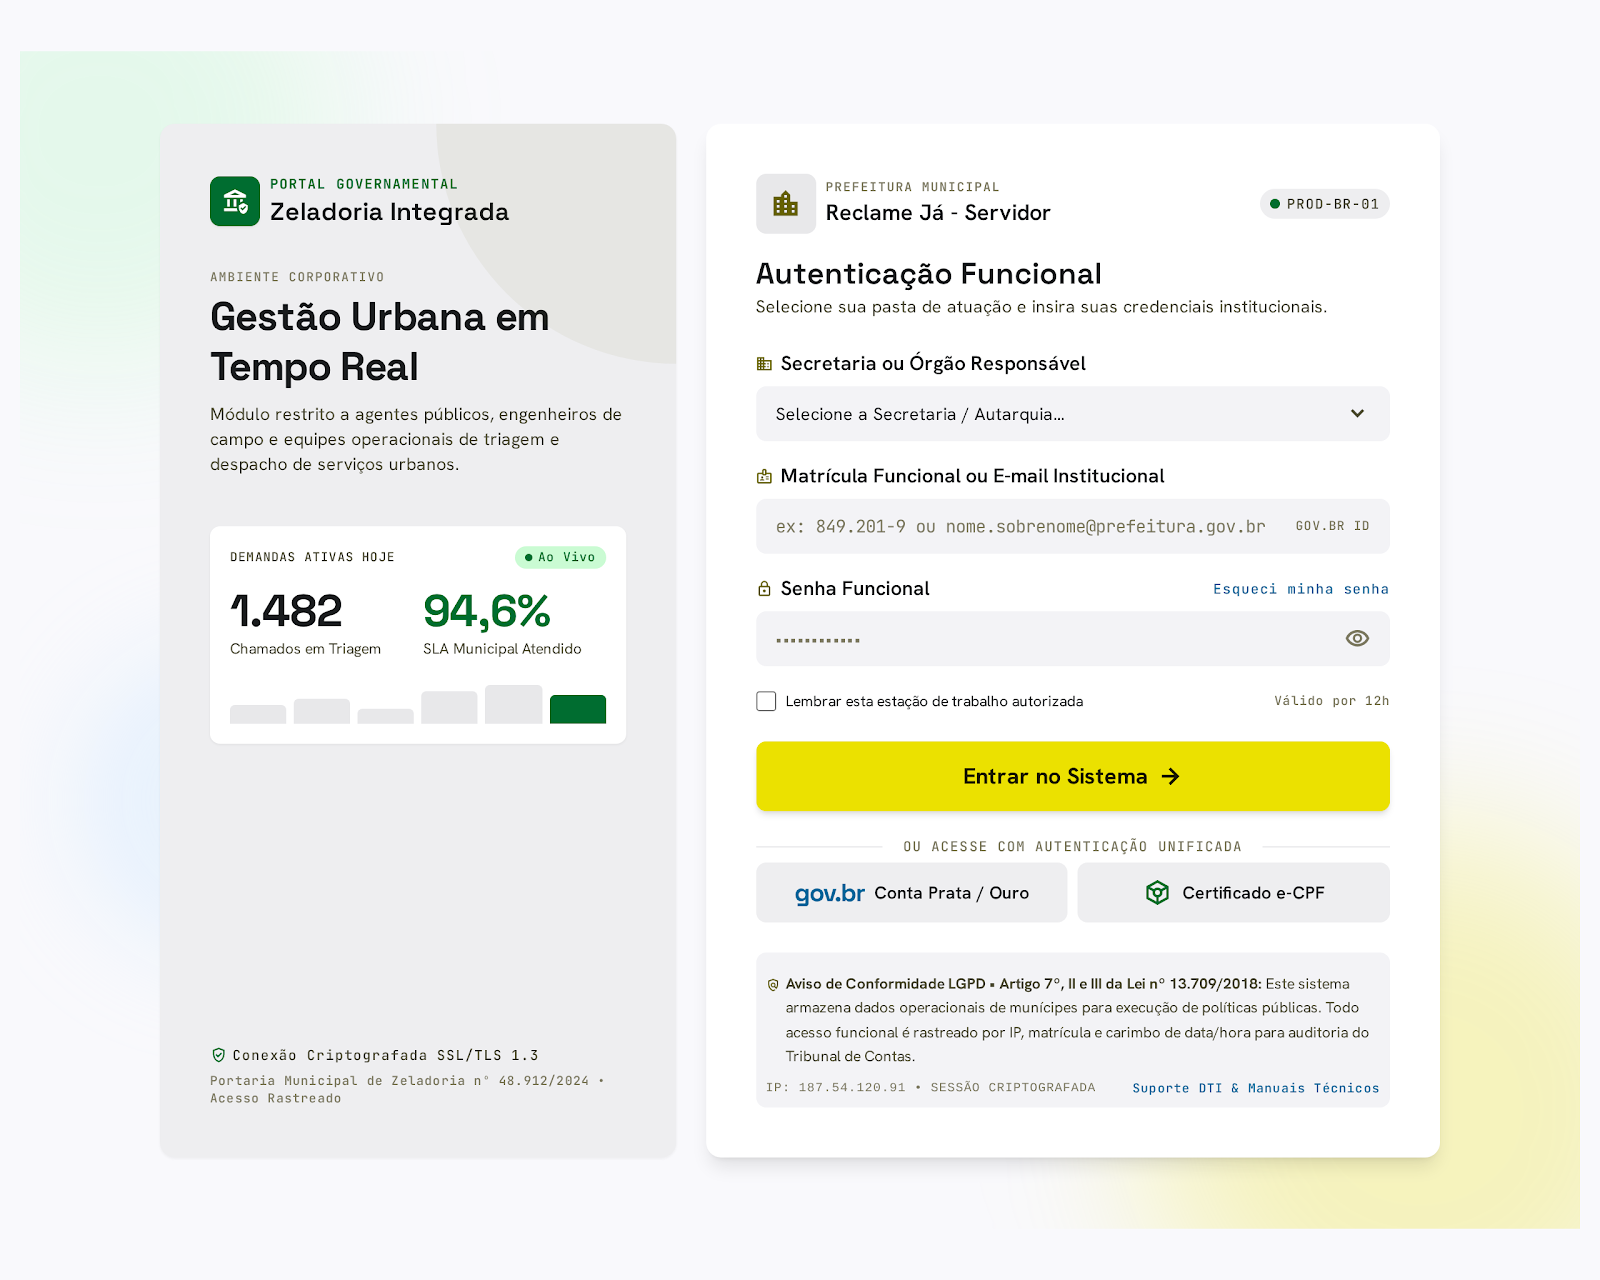 PORTAL GOVERNAMENTAL
Zeladoria Integrada
AMBIENTE CORPORATIVO
Gestão Urbana em
Tempo Real
Módulo restrito a agentes públicos, engenheiros de
campo e equipes operacionais de triagem e
despacho de serviços urbanos.
DEMANDAS ATIVAS HOJE
Ao Vivo
1.482
94,6%
Chamados em Triagem
SLA Municipal Atendido
Conexão Criptografada SSL/TLS 1.3
Portaria Municipal de Zeladoria n° 48.912/2024 •
Acesso Rastreado
PREFEITURA MUNICIPAL
Reclame Já - Servidor
PROD-BR-01
Autenticação Funcional
Selecione sua pasta de atuação e insira suas credenciais institucionais.
Secretaria ou Órgão Responsável
Selecione a Secretaria / Autarquia...
Matrícula Funcional ou E-mail Institucional
ex: 849.201-9 ou nome.sobrenome@prefeitura.gov.br
GOV.BR ID
Senha Funcional
Esqueci minha senha
••••••••••••
Lembrar esta estação de trabalho autorizada
Válido por 12h
Entrar no Sistema →
OU ACESSE COM AUTENTICAÇÃO UNIFICADA
gov.br Conta Prata / Ouro
Certificado e-CPF
Aviso de Conformidade LGPD • Artigo 7º, II e III da Lei nº 13.709/2018: Este sistema
armazena dados operacionais de munícipes para execução de políticas públicas. Todo
acesso funcional é rastreado por IP, matrícula e carimbo de data/hora para auditoria do
Tribunal de Contas.
IP: 187.54.120.91 • SESSÃO CRIPTOGRAFADA
Suporte DTI & Manuais Técnicos